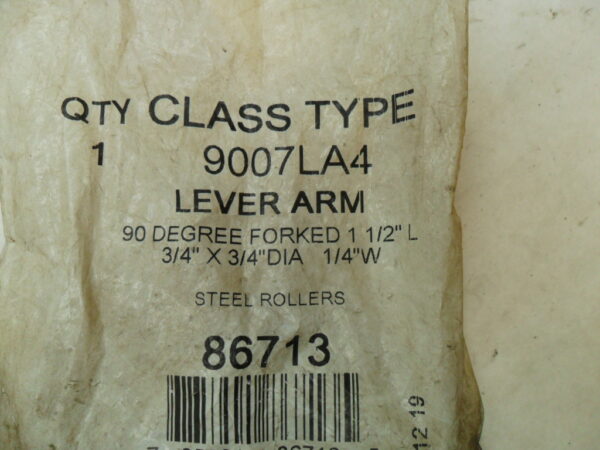 QTY CLASS TYPE
1 9007LA4
LEVER ARM
90 DEGREE FORKED 1 1/2" L
3/4" X 3/4"DIA 1/4"W
STEEL ROLLERS
86713
12 19